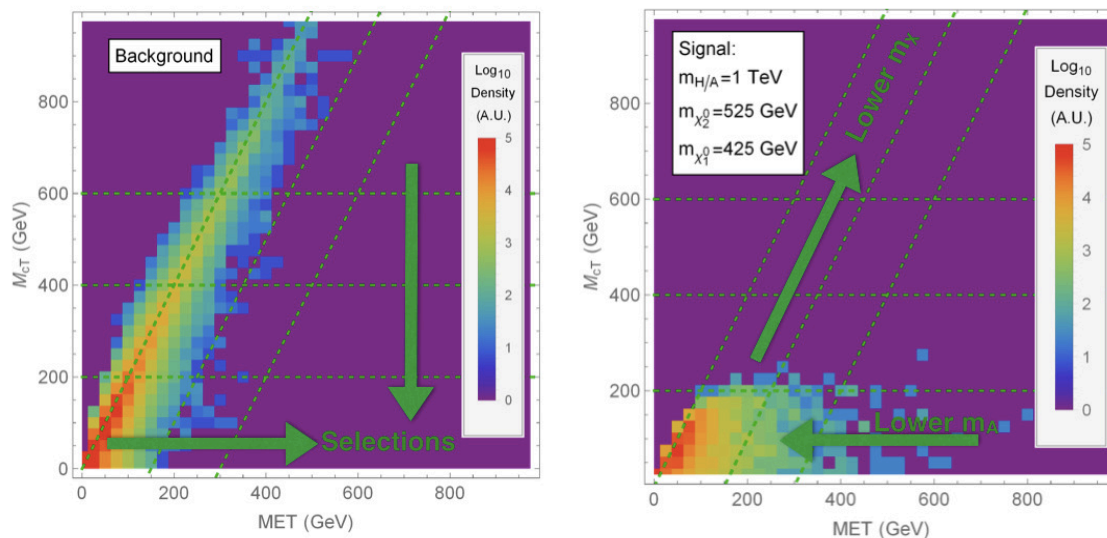 Background
Log10
Density
(A.U.)
5
4
3
2
1
0
800
600
400
200
0
McT (GeV)
Selections
0 200 400 600 800
MET (GeV)
Signal:
mH/A=1 TeV
mχ20=525 GeV
mχ10=425 GeV
Lower mχ
Log10
Density
(A.U.)
5
4
3
2
1
0
800
600
400
200
McT (GeV)
Lower mA
0 200 400 600 800
MET (GeV)